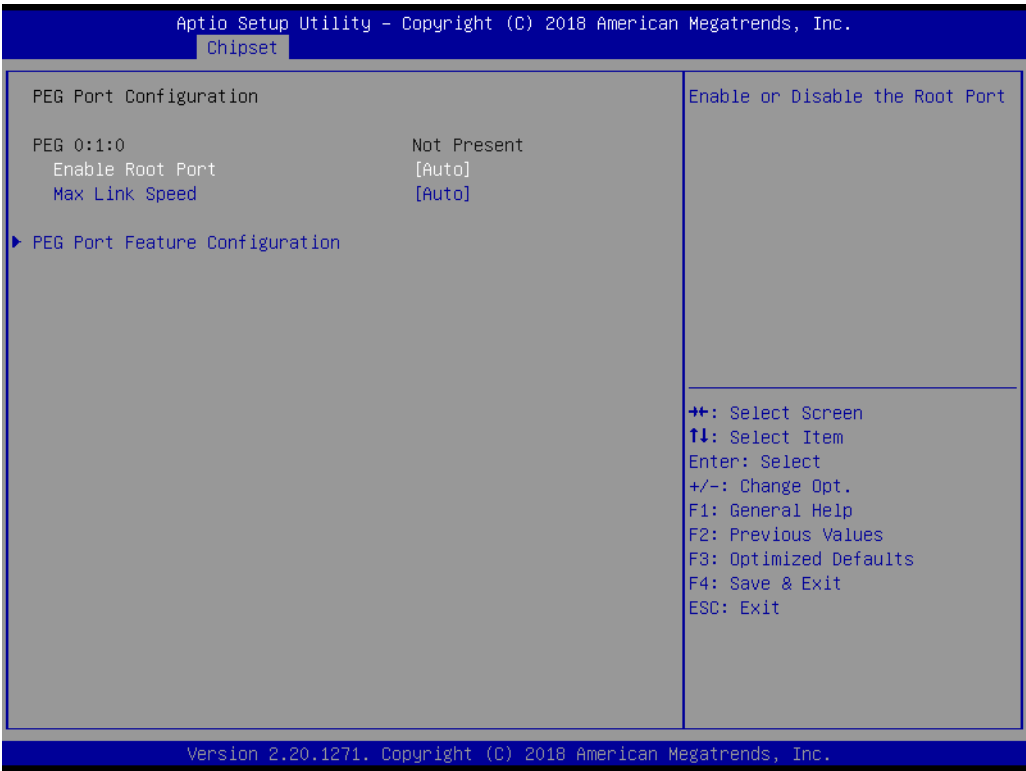 Aptio Setup Utility – Copyright (C) 2018 American Megatrends, Inc.
Chipset
PEG Port Configuration
PEG 0:1:0 Not Present
Enable Root Port [Auto]
Max Link Speed [Auto]
PEG Port Feature Configuration
Enable or Disable the Root Port
→←: Select Screen
↑↓: Select Item
Enter: Select
+/-: Change Opt.
F1: General Help
F2: Previous Values
F3: Optimized Defaults
F4: Save & Exit
ESC: Exit
Version 2.20.1271. Copyright (C) 2018 American Megatrends, Inc.